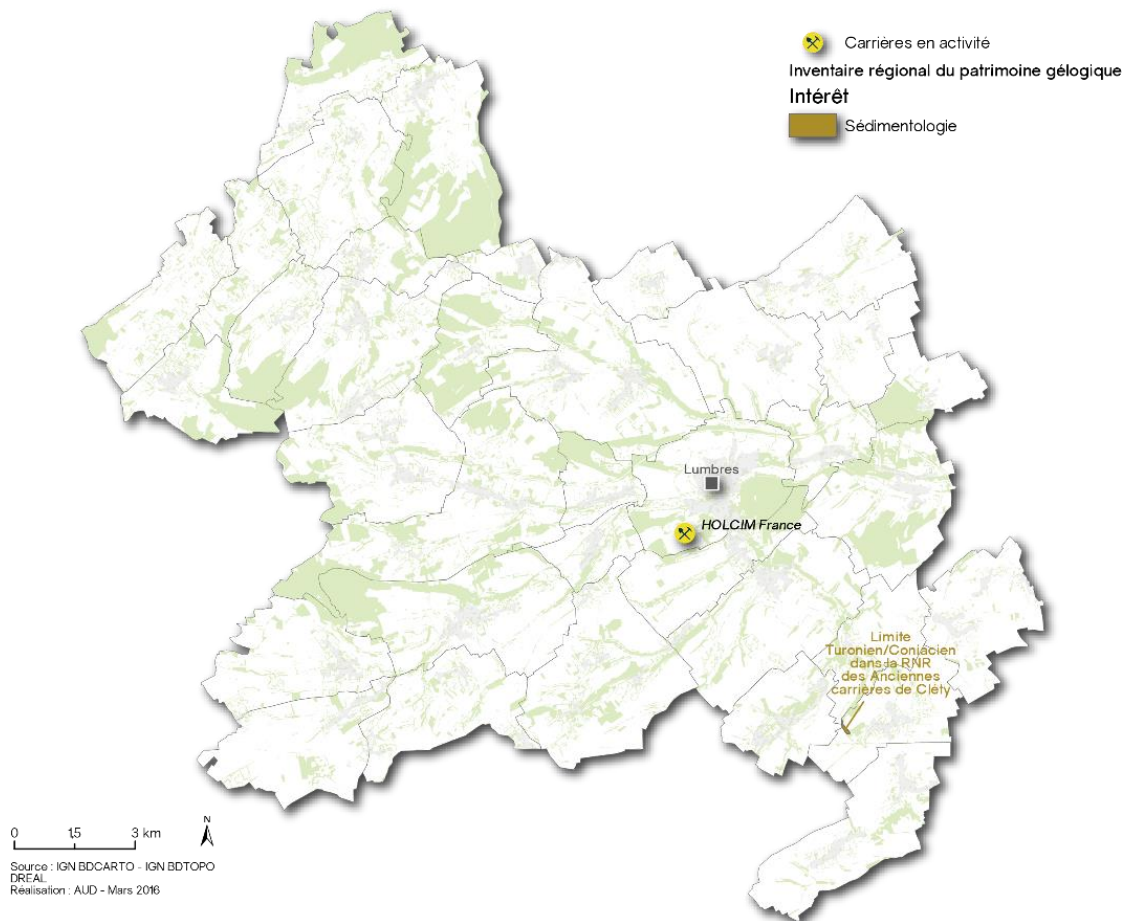 Carrières en activité
Inventaire régional du patrimoine gélogique
Intérêt
Sédimentologie
Lumbres
HOLCIM France
Limite
Turonien/Coniacien
dans la RNR
des Anciennes
carrières de Cléty
0 1,5 3 km
N
Source : IGN BDCARTO - IGN BDTOPO
DREAL
Réalisation : AUD - Mars 2016